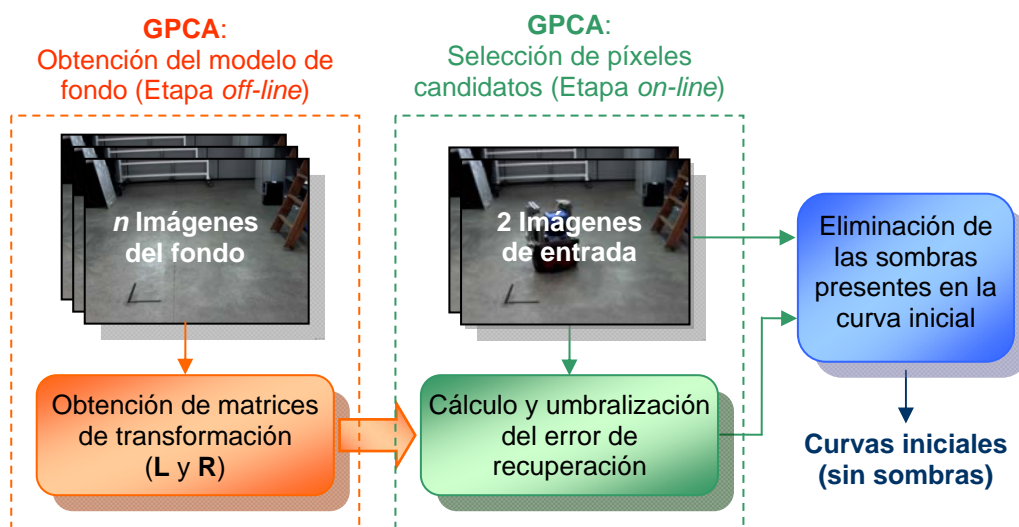 GPCA:
Obtención del modelo de
fondo (Etapa off-line)
n Imágenes
del fondo
Obtención de matrices
de transformación
(L y R)
GPCA:
Selección de píxeles
candidatos (Etapa on-line)
2 Imágenes
de entrada
Cálculo y umbralización
del error de
recuperación
Eliminación de
las sombras
presentes en la
curva inicial
Curvas iniciales
(sin sombras)